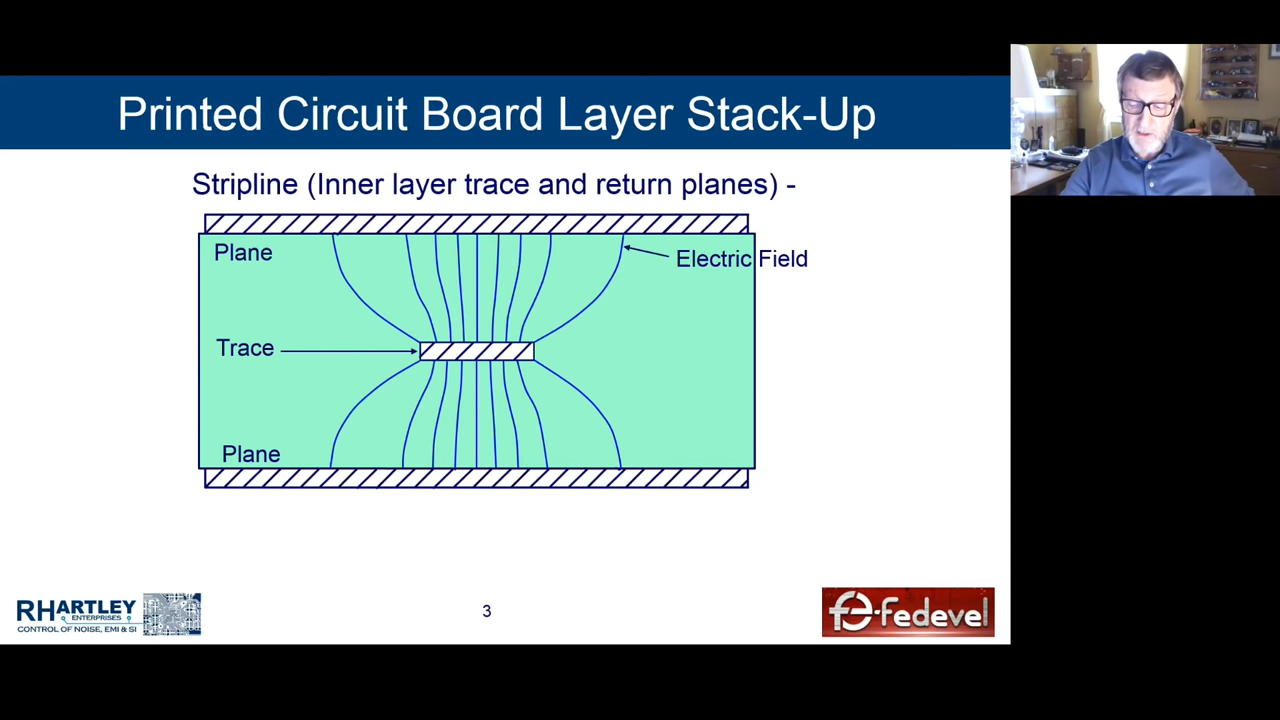 Printed Circuit Board Layer Stack-Up
Stripline (Inner layer trace and return planes) -
Plane
Electric Field
Trace
Plane
RHARTLEY
ENTERPRISES
CONTROL OF NOISE, EMI & SI
3
fe-fedevel